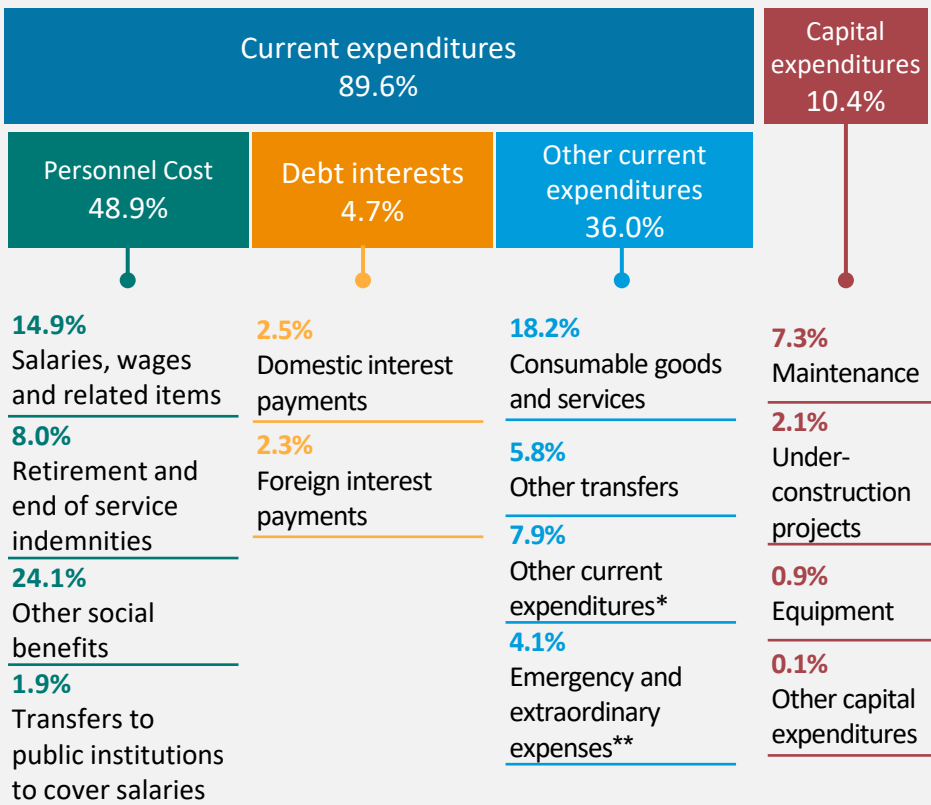 Current expenditures
89.6%
Capital
expenditures
10.4%
Personnel Cost
48.9%
Debt interests
4.7%
Other current
expenditures
36.0%
14.9%
Salaries, wages
and related items
8.0%
Retirement and
end of service
indemnities
24.1%
Other social
benefits
1.9%
Transfers to
public institutions
to cover salaries
2.5%
Domestic interest
payments
2.3%
Foreign interest
payments
18.2%
Consumable goods
and services
5.8%
Other transfers
7.9%
Other current
expenditures*
4.1%
Emergency and
extraordinary
expenses**
7.3%
Maintenance
2.1%
Under-
construction
projects
0.9%
Equipment
0.1%
Other capital
expenditures